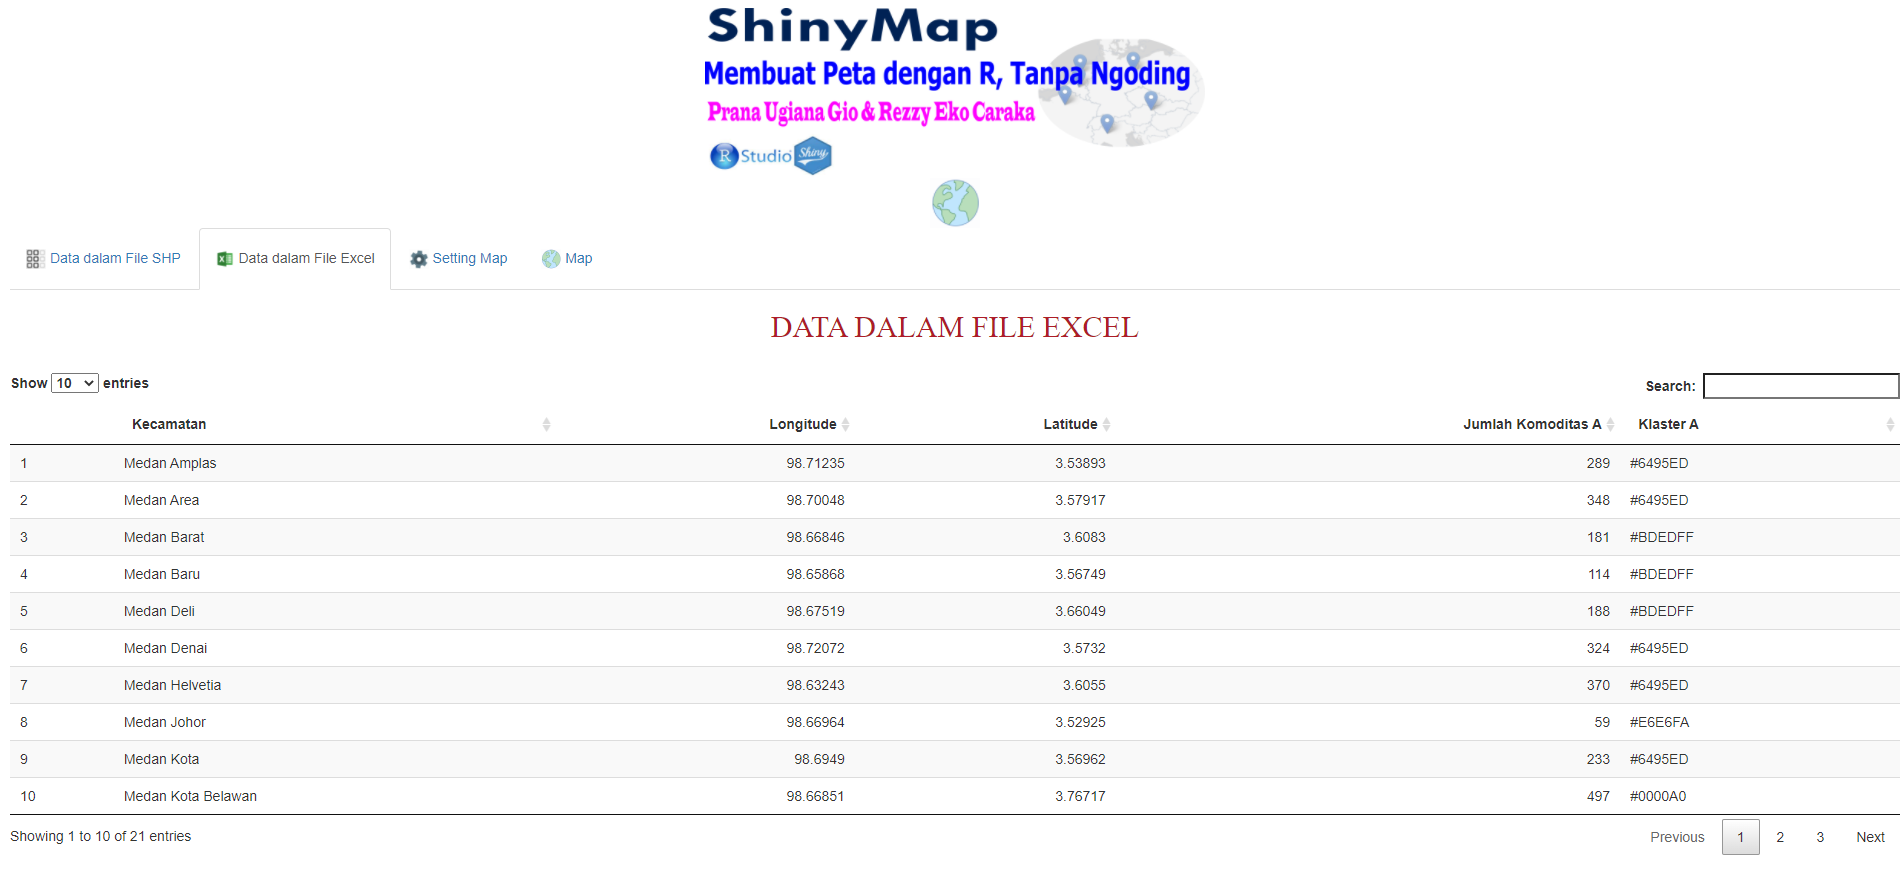 ShinyMap
Membuat Peta dengan R, Tanpa Ngoding
Prana Ugiana Gio & Rezzy Eko Caraka
R Studio Shiny
Data dalam File SHP Data dalam File Excel Setting Map Map
DATA DALAM FILE EXCEL
Show 10 entries Search:
Kecamatan Longitude Latitude Jumlah Komoditas A Klaster A
1 Medan Amplas 98.71235 3.53893 289 #6495ED
2 Medan Area 98.70048 3.57917 348 #6495ED
3 Medan Barat 98.66846 3.6083 181 #BDEDFF
4 Medan Baru 98.65868 3.56749 114 #BDEDFF
5 Medan Deli 98.67519 3.66049 188 #BDEDFF
6 Medan Denai 98.72072 3.5732 324 #6495ED
7 Medan Helvetia 98.63243 3.6055 370 #6495ED
8 Medan Johor 98.66964 3.52925 59 #E6E6FA
9 Medan Kota 98.6949 3.56962 233 #6495ED
10 Medan Kota Belawan 98.66851 3.76717 497 #0000A0
Showing 1 to 10 of 21 entries Previous 1 2 3 Next